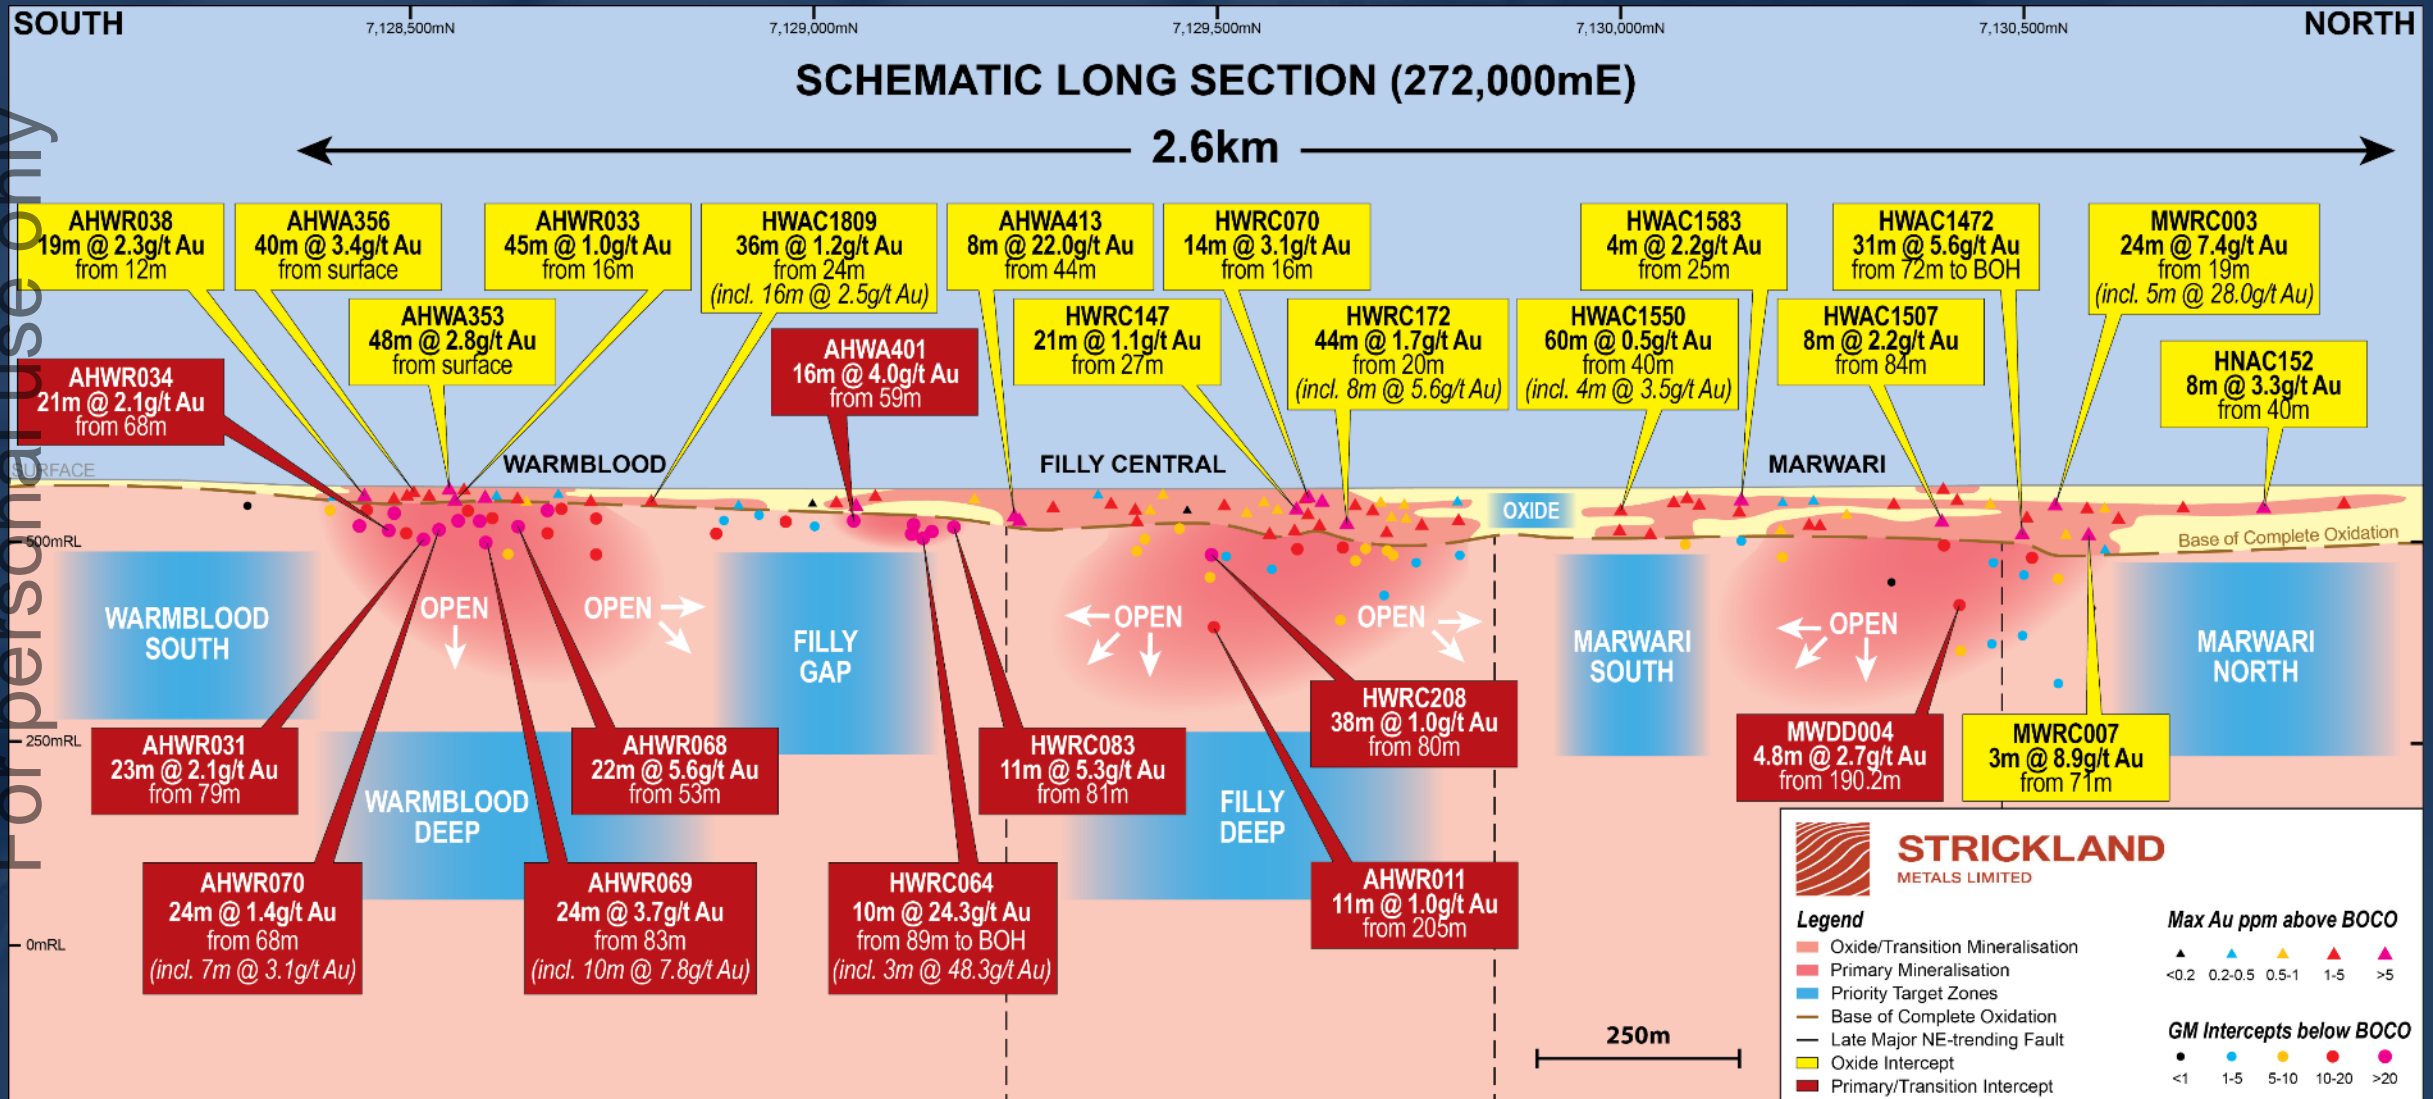 SOUTH
7,128,500mN
7,129,000mN
7,129,500mN
7,130,000mN
7,130,500mN
NORTH
SCHEMATIC LONG SECTION (272,000mE)
2.6km
For personal use only
AHWR038
19m @ 2.3g/t Au
from 12m
AHWA356
40m @ 3.4g/t Au
from surface
AHWR033
45m @ 1.0g/t Au
from 16m
HWAC1809
36m @ 1.2g/t Au
from 24m
(incl. 16m @ 2.5g/t Au)
AHWA413
8m @ 22.0g/t Au
from 44m
HWRC070
14m @ 3.1g/t Au
from 16m
HWAC1583
4m @ 2.2g/t Au
from 25m
HWAC1472
31m @ 5.6g/t Au
from 72m to BOH
MWRC003
24m @ 7.4g/t Au
from 19m
(incl. 5m @ 28.0g/t Au)
AHWR034
21m @ 2.1g/t Au
from 68m
AHWA353
48m @ 2.8g/t Au
from surface
AHWA401
16m @ 4.0g/t Au
from 59m
HWRC147
21m @ 1.1g/t Au
from 27m
HWRC172
44m @ 1.7g/t Au
from 20m
(incl. 8m @ 5.6g/t Au)
HWAC1550
60m @ 0.5g/t Au
from 40m
(incl. 4m @ 3.5g/t Au)
HWAC1507
8m @ 2.2g/t Au
from 84m
HNAC152
8m @ 3.3g/t Au
from 40m
SURFACE
WARMBLOOD
FILLY CENTRAL
MARWARI
OXIDE
500mRL
Base of Complete Oxidation
WARMBLOOD
SOUTH
OPEN
OPEN
FILLY
GAP
OPEN
OPEN
MARWARI
SOUTH
OPEN
MARWARI
NORTH
250mRL
AHWR031
23m @ 2.1g/t Au
from 79m
WARMBLOOD
DEEP
AHWR068
22m @ 5.6g/t Au
from 53m
HWRC083
11m @ 5.3g/t Au
from 81m
FILLY
DEEP
HWRC208
38m @ 1.0g/t Au
from 80m
MWDD004
4.8m @ 2.7g/t Au
from 190.2m
MWRC007
3m @ 8.9g/t Au
from 71m
0mRL
AHWR070
24m @ 1.4g/t Au
from 68m
(incl. 7m @ 3.1g/t Au)
AHWR069
24m @ 3.7g/t Au
from 83m
(incl. 10m @ 7.8g/t Au)
HWRC064
10m @ 24.3g/t Au
from 89m to BOH
(incl. 3m @ 48.3g/t Au)
AHWR011
11m @ 1.0g/t Au
from 205m
250m
STRICKLAND
METALS LIMITED
Legend
Oxide/Transition Mineralisation
Primary Mineralisation
Priority Target Zones
Base of Complete Oxidation
Late Major NE-trending Fault
Oxide Intercept
Primary/Transition Intercept
Max Au ppm above BOCO
<0.2 0.2-0.5 0.5-1 1-5 >5
GM Intercepts below BOCO
<1 1-5 5-10 10-20 >20